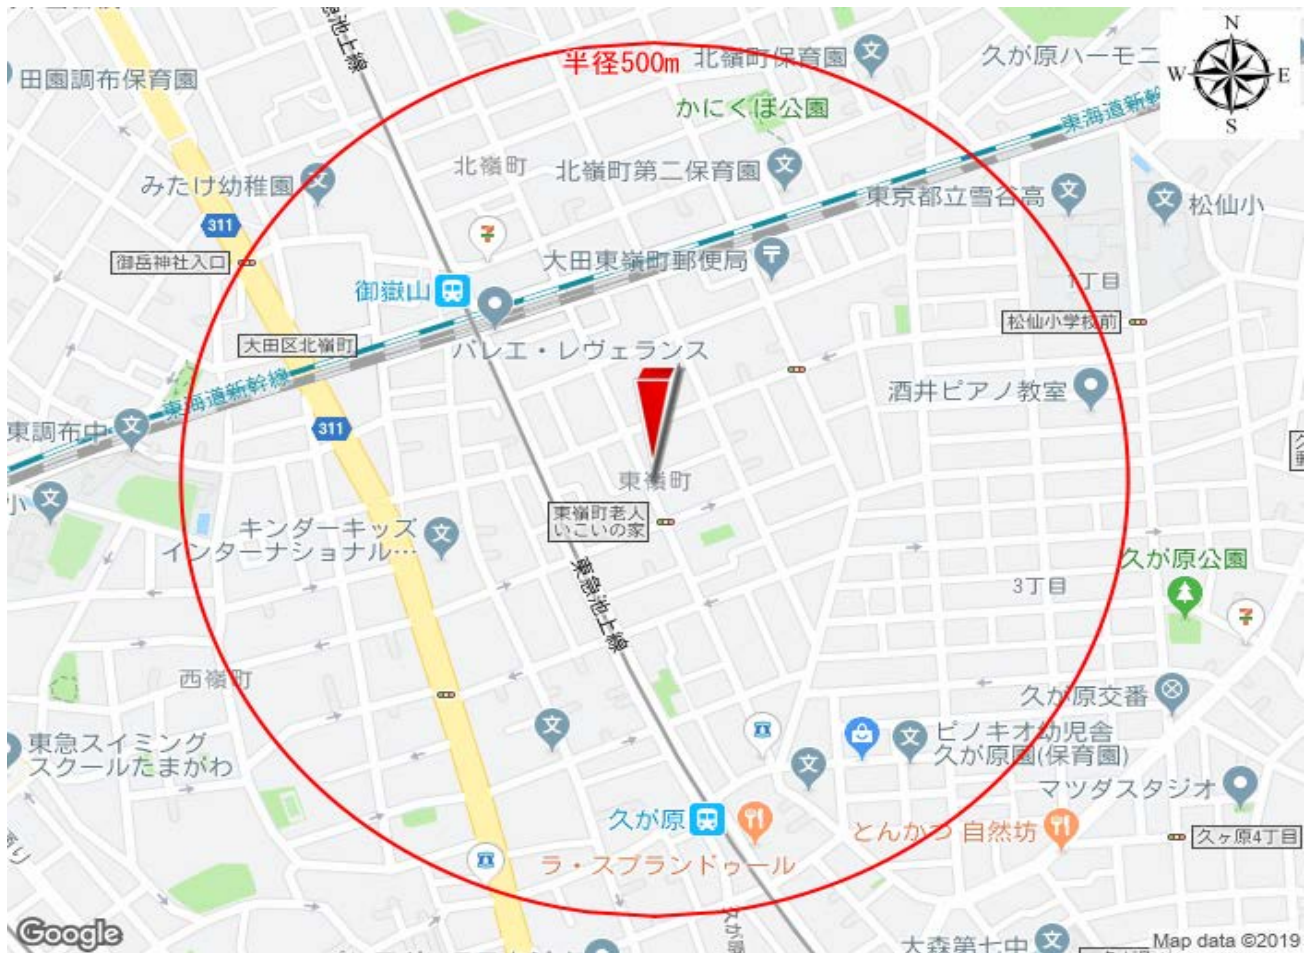 急池上線
半径500m
北嶺町保育園
久が原ハーモニ
N
W
E
S
田園調布保育園
かにくぼ公園
東海道新幹
北嶺町
北嶺町第二保育園
みたけ幼稚園
東京都立雪谷高
松仙小
311
御岳神社入口
大田東嶺町郵便局
1丁目
御嶽山
松仙小学校前
大田区北嶺町
バレエ・レヴェランス
東海道新幹線
酒井ピアノ教室
311
東調布中
東嶺町
小
東嶺町老人
いこいの家
キンダーキッズ
インターナショナル…
久が原公園
3丁目
東急池上線
西嶺町
久が原交番
東急スイミング
スクールたまがわ
ピノキオ幼児舎
久が原園(保育園)
マツダスタジオ
久が原
とんかつ 自然坊
久ヶ原4丁目
ラ・スプランドゥール
Google
大森第七中
Map data ©2019